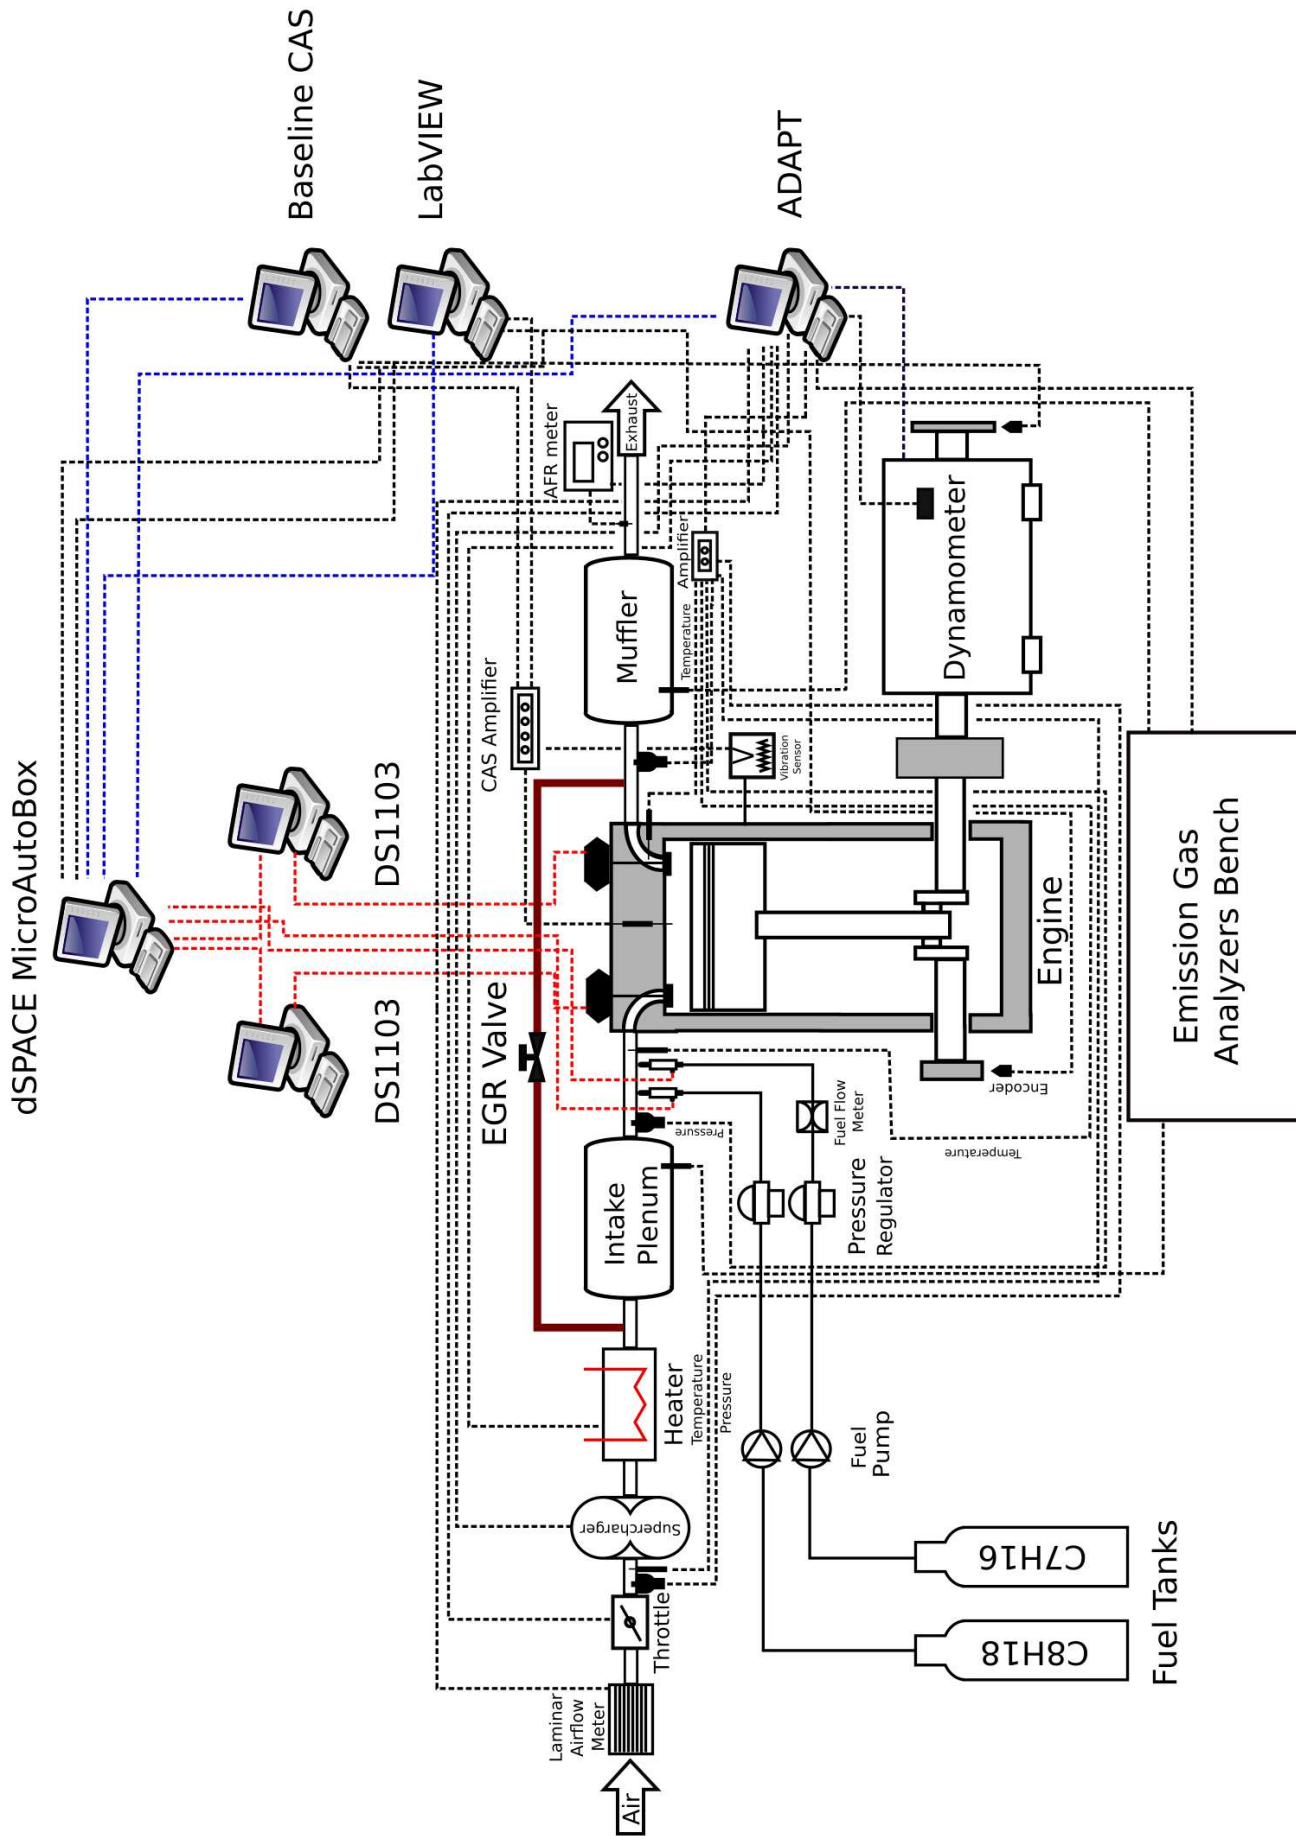 dSPACE MicroAutoBox
Baseline CAS
LabVIEW
ADAPT
DS1103
DS1103
EGR Valve
CAS Amplifier
AFR meter
Exhaust
Amplifier
Temperature
Muffler
Vibration
Sensor
Dynamometer
Engine
Encoder
Temperature
Pressure
Fuel Flow
Meter
Pressure
Regulator
Intake
Plenum
Heater
Temperature
Pressure
Supercharger
Throttle
Laminar
Airflow
Meter
Air
Fuel
Pump
C7H16
C8H18
Fuel Tanks
Emission Gas
Analyzers Bench